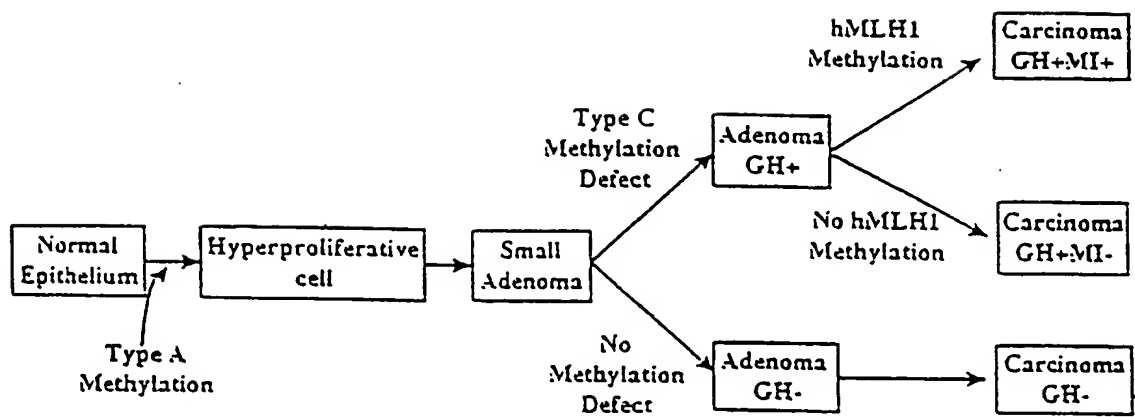 Normal
Epithelium
Type A
Methylation
Hyperproliferative
cell
Small
Adenoma
Type C
Methylation
Defect
Adenoma
GH+
hMLH1
Methylation
Carcinoma
GH+MI+
No hMLH1
Methylation
Carcinoma
GH+MI-
No
Methylation
Defect
Adenoma
GH-
Carcinoma
GH-